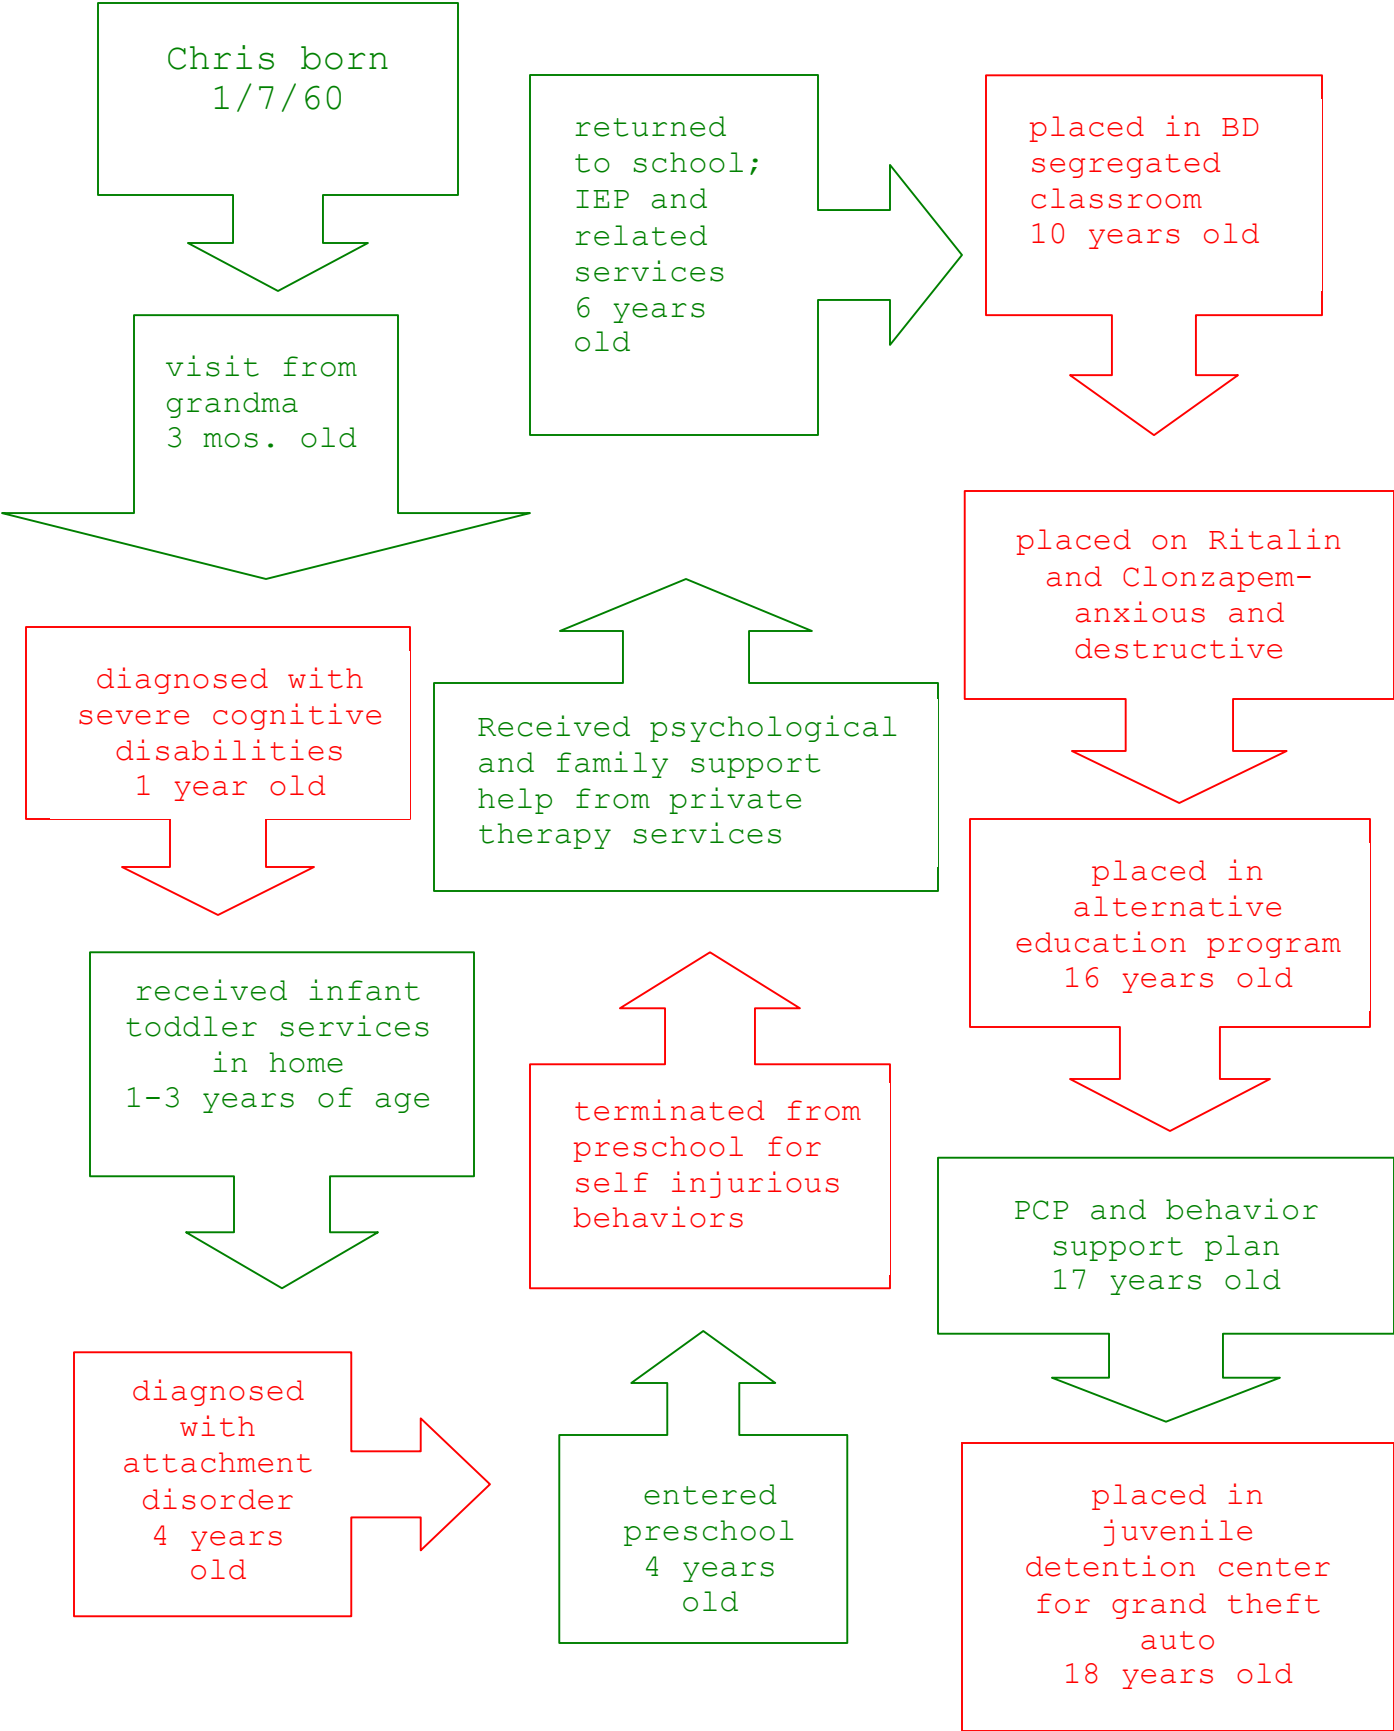 Chris born
1/7/60
visit from
grandma
3 mos. old
diagnosed with
severe cognitive
disabilities
1 year old
received infant
toddler services
in home
1-3 years of age
diagnosed
with
attachment
disorder
4 years
old
entered
preschool
4 years
old
terminated from
preschool for
self injurious
behaviors
Received psychological
and family support
help from private
therapy services
returned
to school;
IEP and
related
services
6 years
old
placed in BD
segregated
classroom
10 years old
placed on Ritalin
and Clonzapem-
anxious and
destructive
placed in
alternative
education program
16 years old
PCP and behavior
support plan
17 years old
placed in
juvenile
detention center
for grand theft
auto
18 years old